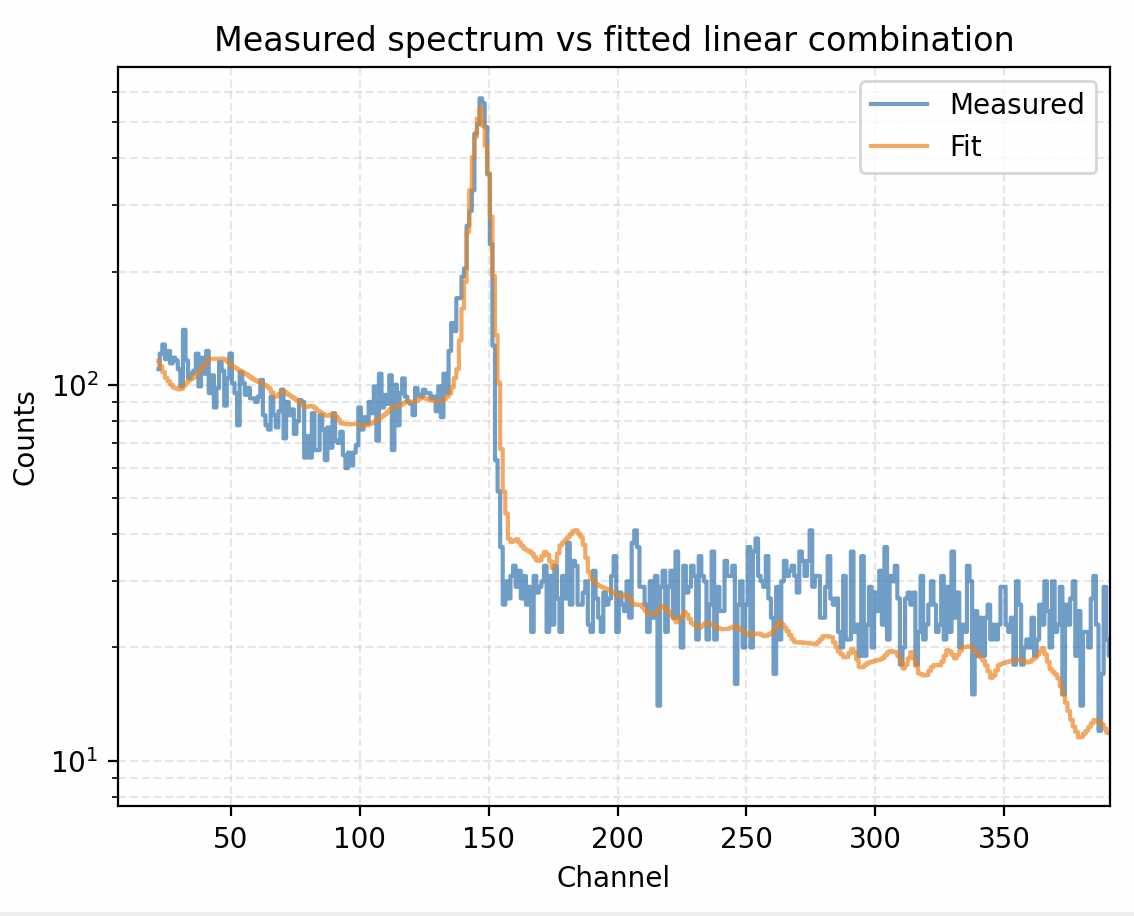 Measured spectrum vs fitted linear combination
Measured
Fit
Counts
10²
10¹
50 100 150 200 250 300 350
Channel